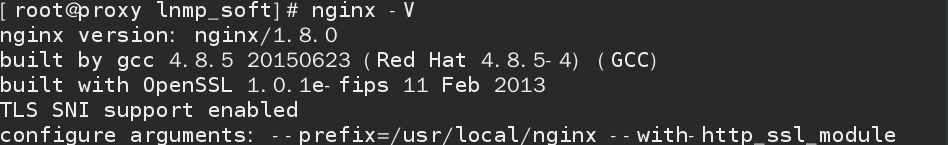 [root@proxy lnmp_soft]# nginx -V
nginx version: nginx/1.8.0
built by gcc 4.8.5 20150623 (Red Hat 4.8.5-4) (GCC)
built with OpenSSL 1.0.1e-fips 11 Feb 2013
TLS SNI support enabled
configure arguments: --prefix=/usr/local/nginx --with-http_ssl_module